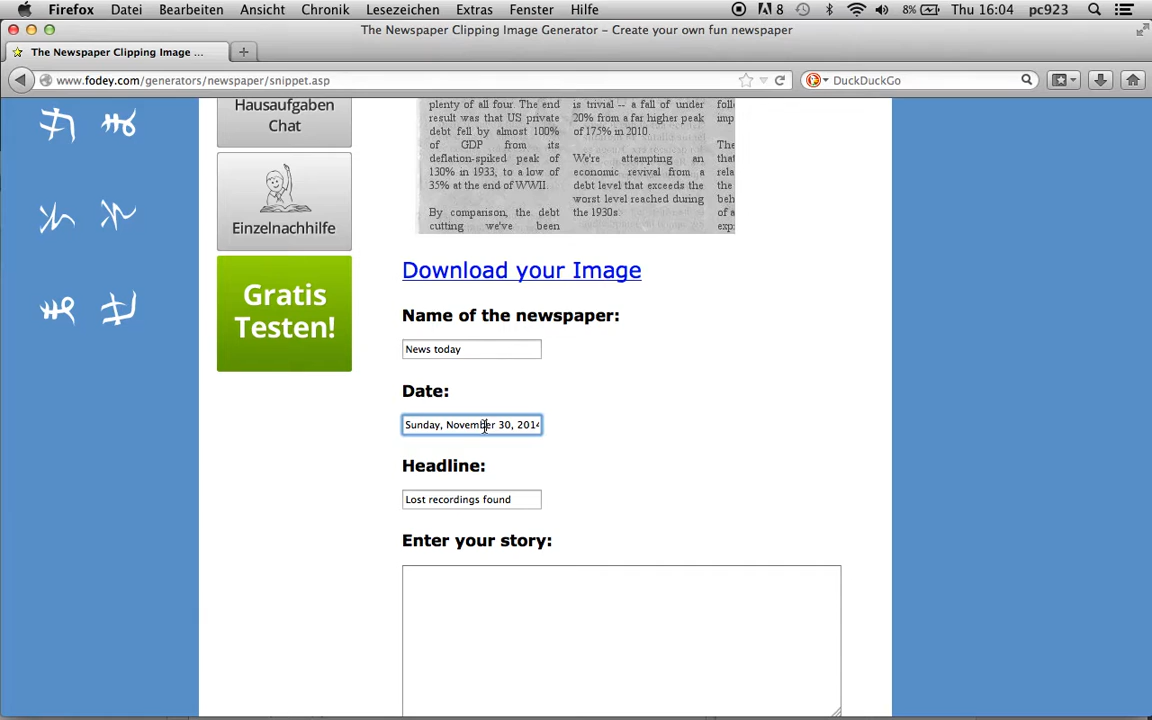 Firefox Datei Bearbeiten Ansicht Chronik Lesezeichen Extras Fenster Hilfe 8 8% Thu 16:04 pc923
The Newspaper Clipping Image Generator – Create your own fun newspaper
The Newspaper Clipping Image ... +
www.fodey.com/generators/newspaper/snippet.asp DuckDuckGo
Hausaufgaben
Chat
Einzelnachhilfe
Gratis
Testen!
plenty of all four. The end
result was that US private
debt fell by almost 100%
of GDP from its
deflation-spiked peak of
130% in 1933, to a low of
35% at the end of WWII.
By comparison, the debt
cutting we've been
is trivial -- a fall of under
20% from a far higher peak
of 175% in 2010.
We're attempting an
economic revival from a
debt level that exceeds the
worst level reached during
the 1930s.
Download your Image
Name of the newspaper:
News today
Date:
Sunday, November 30, 2014
Headline:
Lost recordings found
Enter your story: